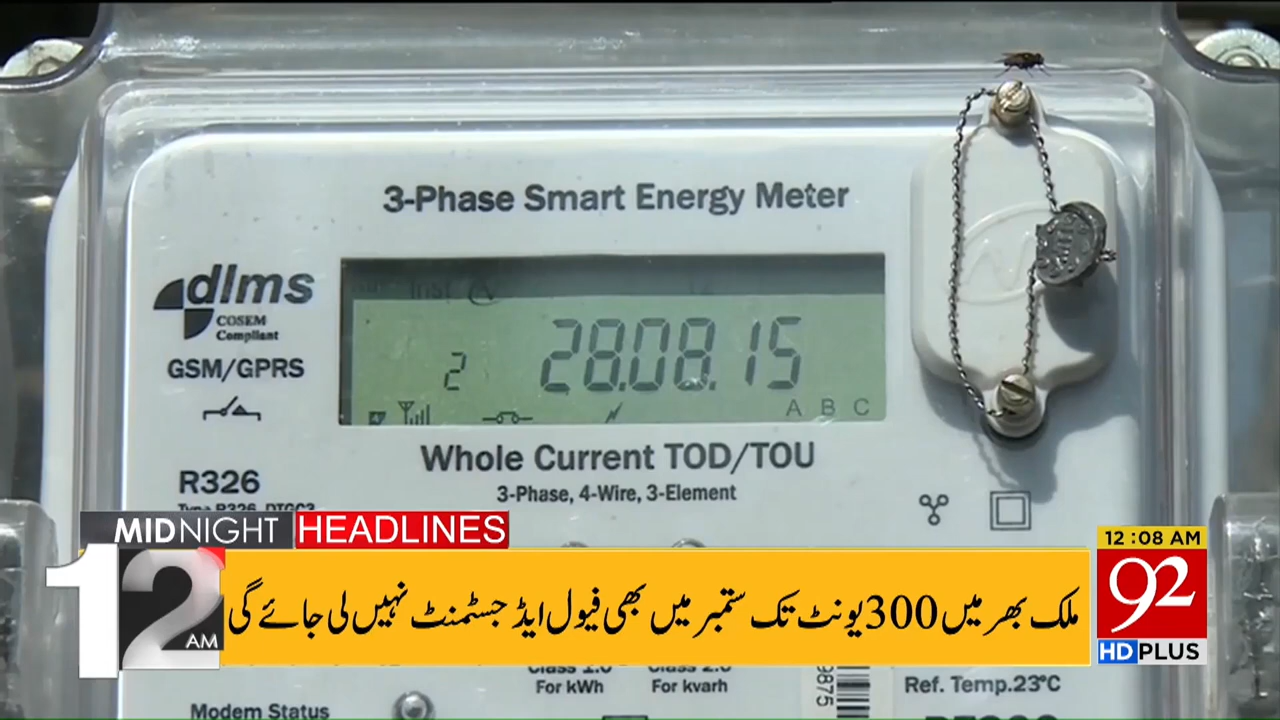 3-Phase Smart Energy Meter
dlms
COSEM
Compliant
GSM/GPRS
2 28.08.15
A B C
Whole Current TOD/TOU
3-Phase, 4-Wire, 3-Element
R326
MIDNIGHT HEADLINES
12 AM
ملک بھر میں 300 یونٹ تک ستمبر میں بھی فیول ایڈجسٹمنٹ نہیں لی جائے گی
12:08 AM
92
HD PLUS
For kWh
For kvarh
9875
Ref. Temp.23°C
Modem Status